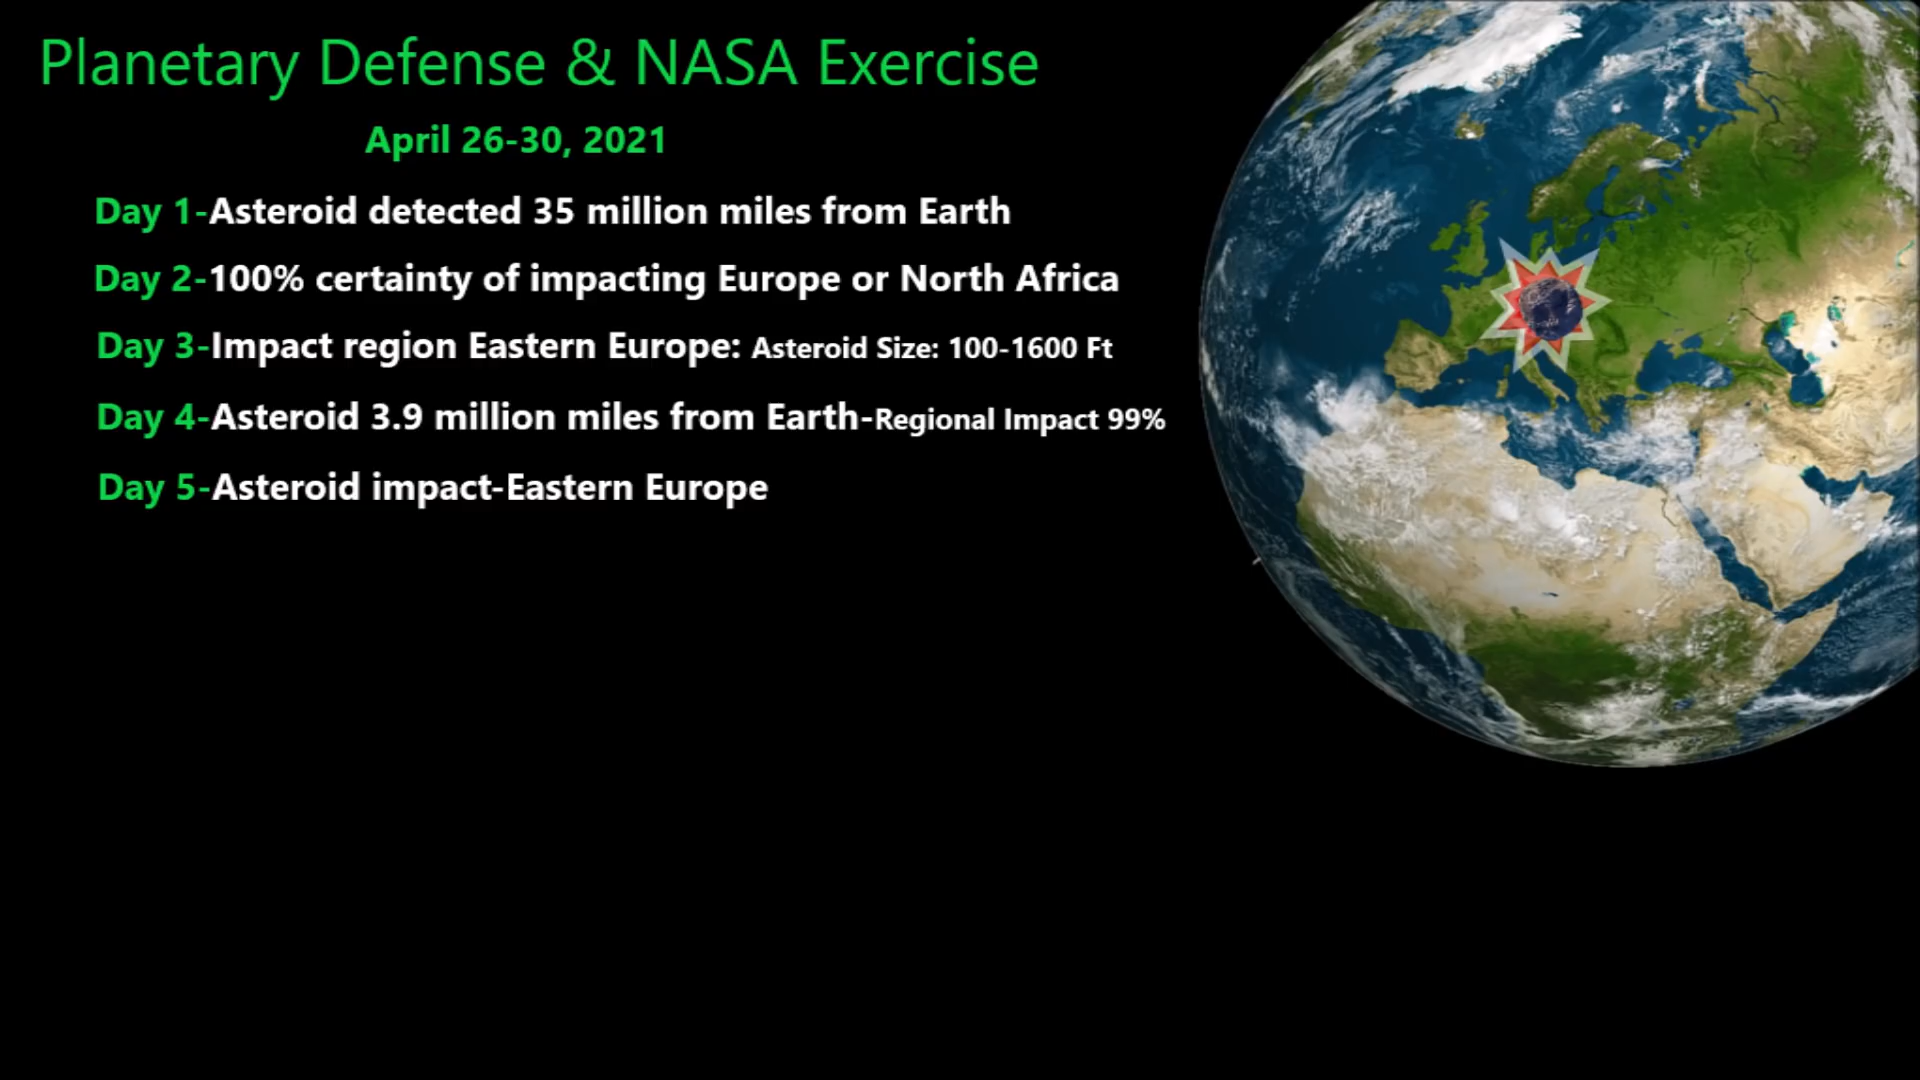 Planetary Defense & NASA Exercise
April 26-30, 2021
Day 1-Asteroid detected 35 million miles from Earth
Day 2-100% certainty of impacting Europe or North Africa
Day 3-Impact region Eastern Europe: Asteroid Size: 100-1600 Ft
Day 4-Asteroid 3.9 million miles from Earth-Regional Impact 99%
Day 5-Asteroid impact-Eastern Europe